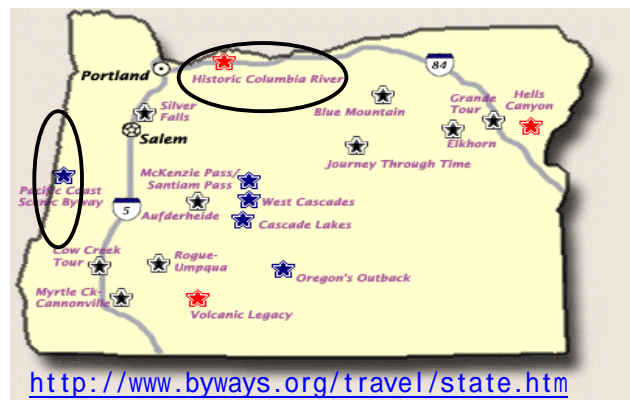 Portland
Historic Columbia River
84
Silver
Falls
Salem
Blue Mountain
Grande
Tour
Hells
Canyon
Elkhorn
Journey Through Time
McKenzie Pass/
Santiam Pass
West Cascades
Pacific Coast
Scenic Byway
5
Aufderheide
Cascade Lakes
Cow Creek
Tour
Rogue-
Umpqua
Oregon's Outback
Myrtle Ck-
Cannonville
Volcanic Legacy
http://www.byways.org/travel/state.htm